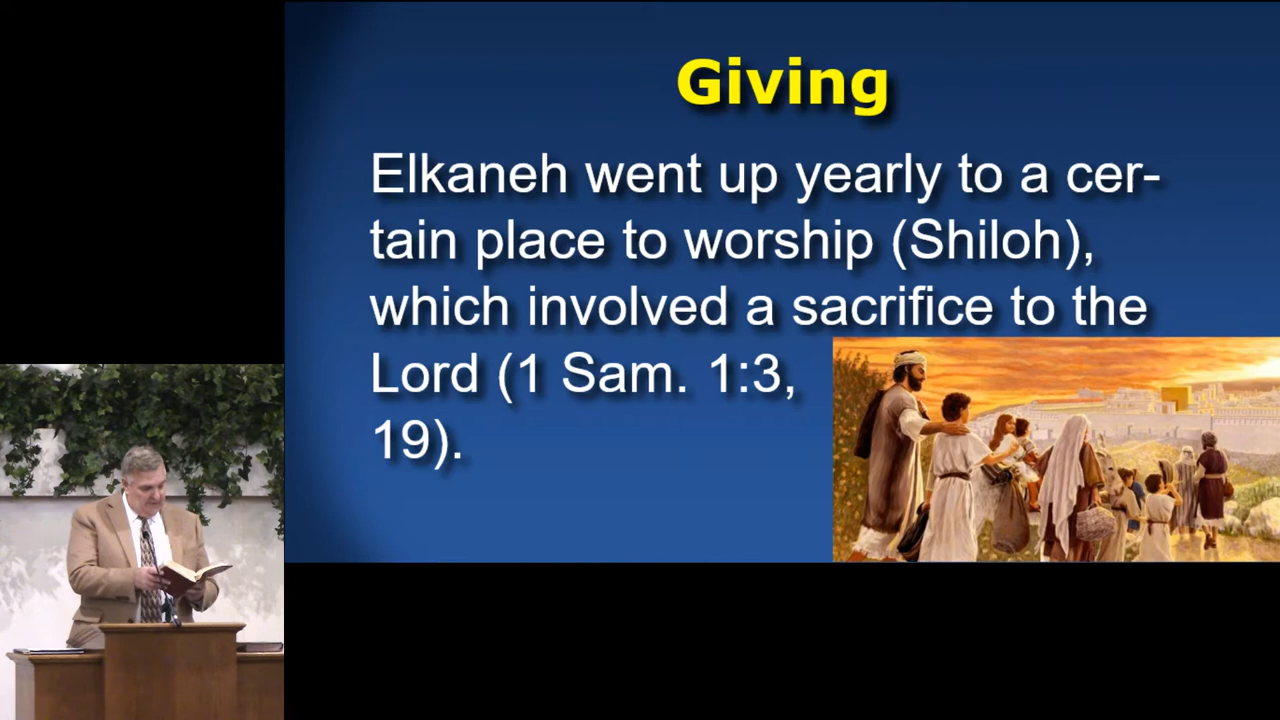 Giving
Elkaneh went up yearly to a cer-
tain place to worship (Shiloh),
which involved a sacrifice to the
Lord (1 Sam. 1:3,
19).